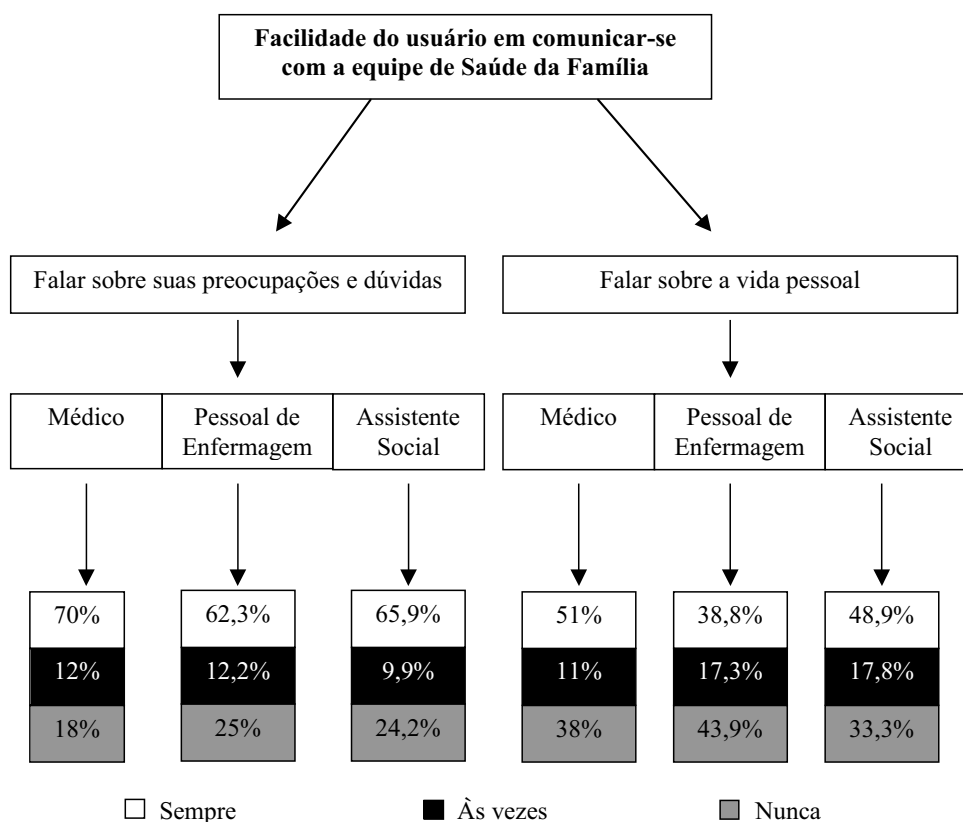 Facilidade do usuário em comunicar-se
com a equipe de Saúde da Família
Falar sobre suas preocupações e dúvidas
Falar sobre a vida pessoal
Médico
Pessoal de
Enfermagem
Assistente
Social
Médico
Pessoal de
Enfermagem
Assistente
Social
70%
62,3%
65,9%
51%
38,8%
48,9%
12%
12,2%
9,9%
11%
17,3%
17,8%
18%
25%
24,2%
38%
43,9%
33,3%
Sempre
Às vezes
Nunca